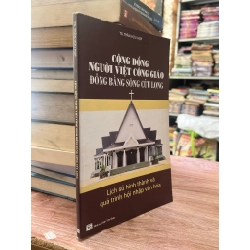 CỘNG ĐỒNG
NGƯỜI VIỆT CÔNG GIÁO
ĐỒNG BẰNG SÔNG CỬU LONG
Lịch sử hình thành và
quá trình hội nhập văn hóa